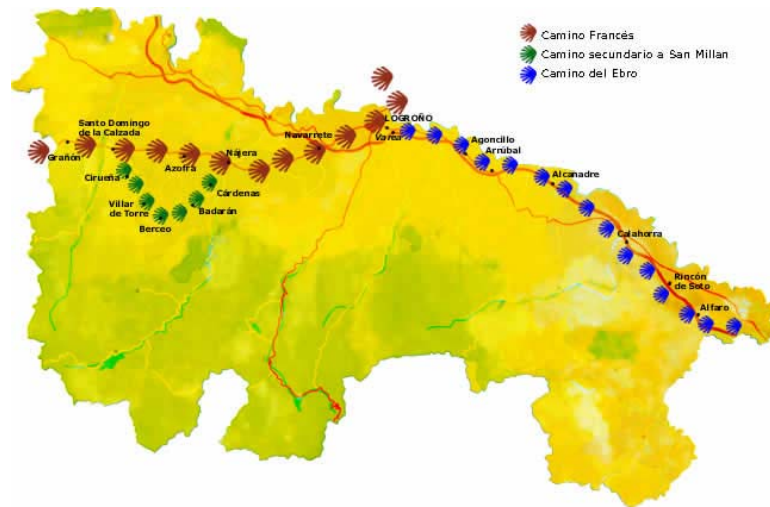 Camino Francés
Camino secundario a San Millan
Camino del Ebro
LOGROÑO
Varea
Santo Domingo
de la Calzada
Navarrete
Agoncillo
Arrúbal
Grañón
Azofra
Nájera
Cirueña
Alcanadre
Cárdenas
Villar
de Torre
Badarán
Berceo
Calahorra
Rincón
de Soto
Alfaro